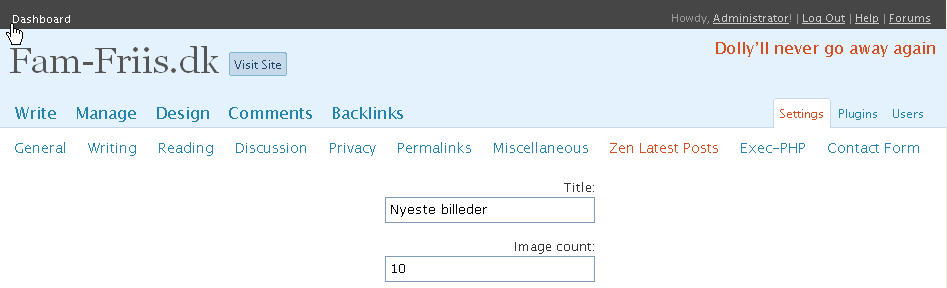 Dashboard Howdy, Administrator! | Log Out | Help | Forums
Fam-Friis.dk Visit Site Dolly'll never go away again
Write Manage Design Comments Backlinks Settings Plugins Users
General Writing Reading Discussion Privacy Permalinks Miscellaneous Zen Latest Posts Exec-PHP Contact Form
Title:
Nyeste billeder
Image count:
10